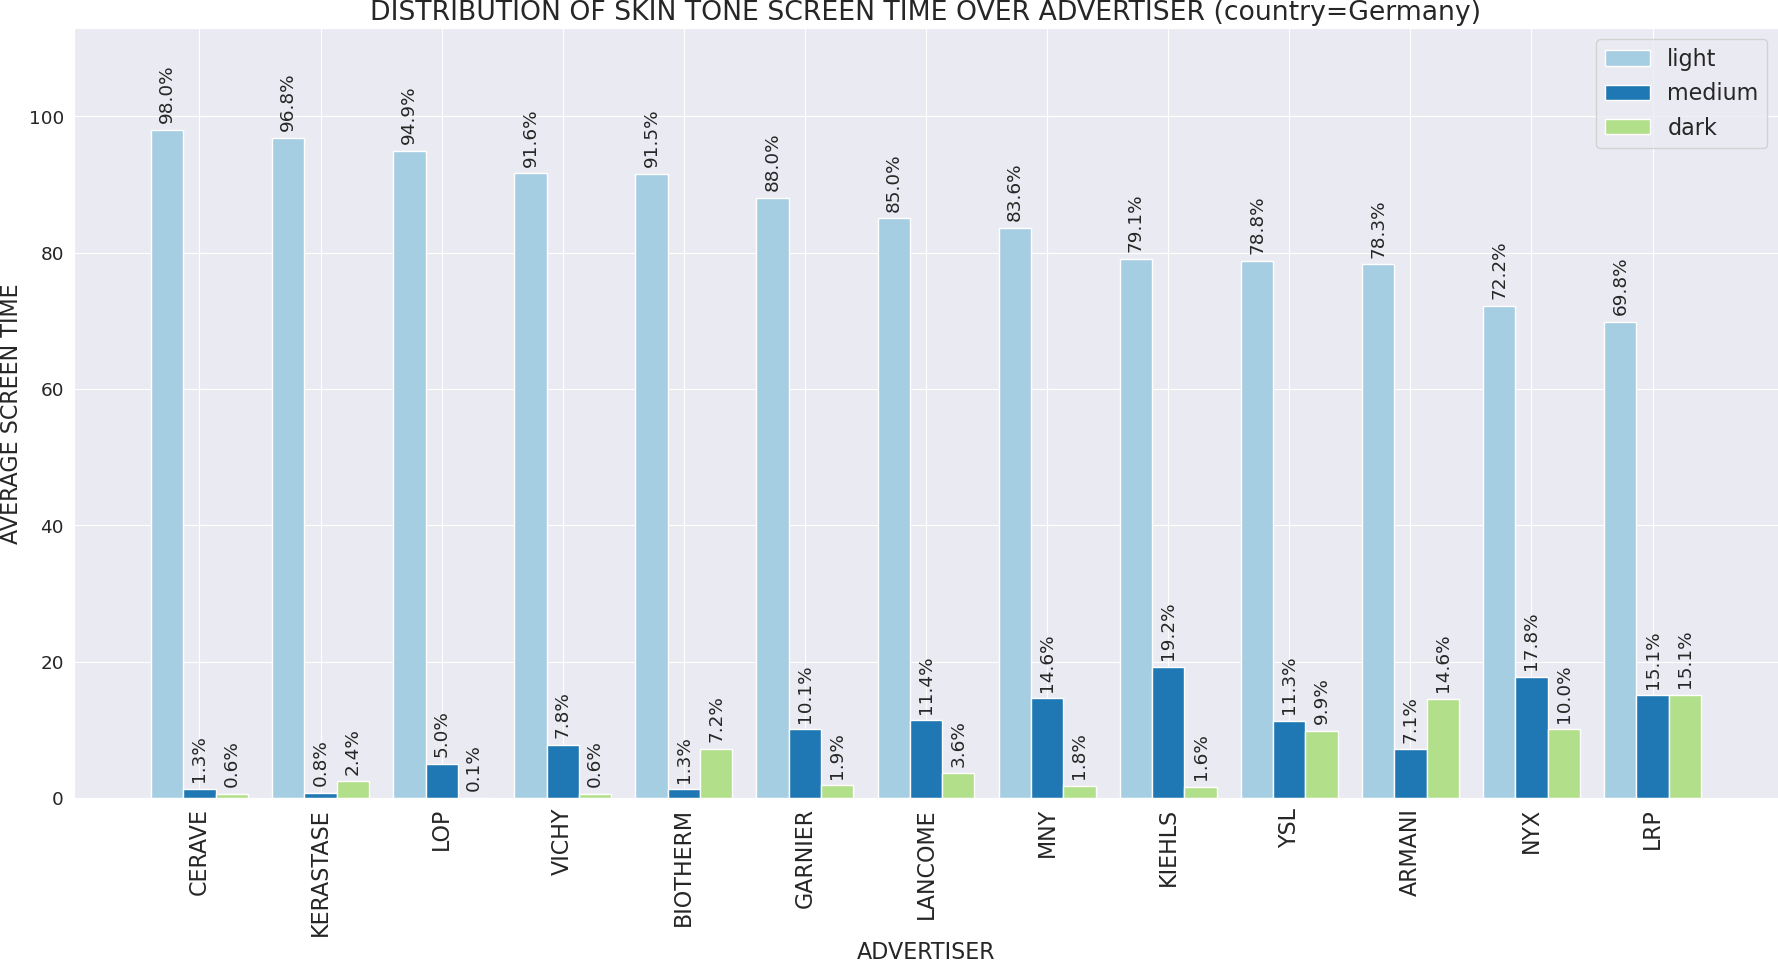 DISTRIBUTION OF SKIN TONE SCREEN TIME OVER ADVERTISER (country=Germany)
light
medium
dark
AVERAGE SCREEN TIME
100
80
60
40
20
0
98.0% 1.3% 0.6%
96.8% 0.8% 2.4%
94.9% 5.0% 0.1%
91.6% 7.8% 0.6%
91.5% 1.3% 7.2%
88.0% 10.1% 1.9%
85.0% 11.4% 3.6%
83.6% 14.6% 1.8%
79.1% 19.2% 1.6%
78.8% 11.3% 9.9%
78.3% 7.1% 14.6%
72.2% 17.8% 10.0%
69.8% 15.1% 15.1%
CERAVE
KERASTASE
LOP
VICHY
BIOTHERM
GARNIER
LANCOME
MNY
KIEHLS
YSL
ARMANI
NYX
LRP
ADVERTISER